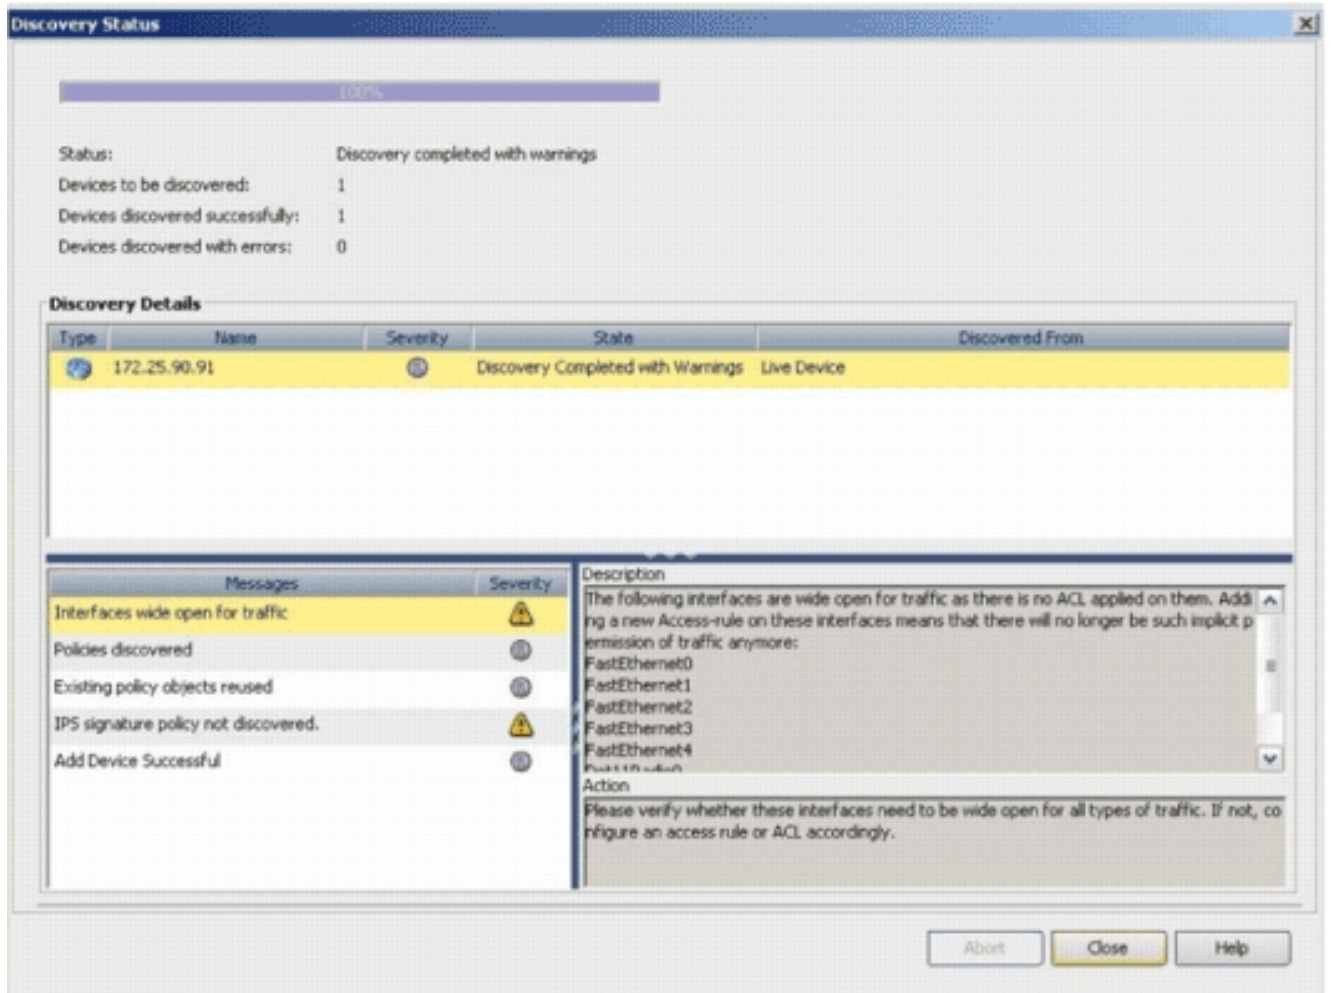 Discovery Status
100%
Status: Discovery completed with warnings
Devices to be discovered: 1
Devices discovered successfully: 1
Devices discovered with errors: 0
Discovery Details
Type Name Severity State Discovered From
172.25.90.91 Discovery Completed with Warnings Live Device
Messages Severity
Interfaces wide open for traffic
Policies discovered
Existing policy objects reused
IPS signature policy not discovered.
Add Device Successful
Description
The following interfaces are wide open for traffic as there is no ACL applied on them. Addi
ng a new Access-rule on these interfaces means that there will no longer be such implicit p
ermission of traffic anymore:
FastEthernet0
FastEthernet1
FastEthernet2
FastEthernet3
FastEthernet4
Dot11Radio0
Action
Please verify whether these interfaces need to be wide open for all types of traffic. If not, co
nfigure an access rule or ACL accordingly.
Abort Close Help